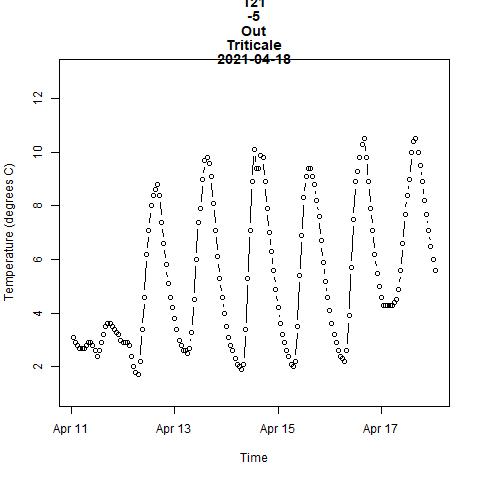 121
-5
Out
Triticale
2021-04-18
Temperature (degrees C)
12
10
8
6
4
2
Apr 11
Apr 13
Apr 15
Apr 17
Time